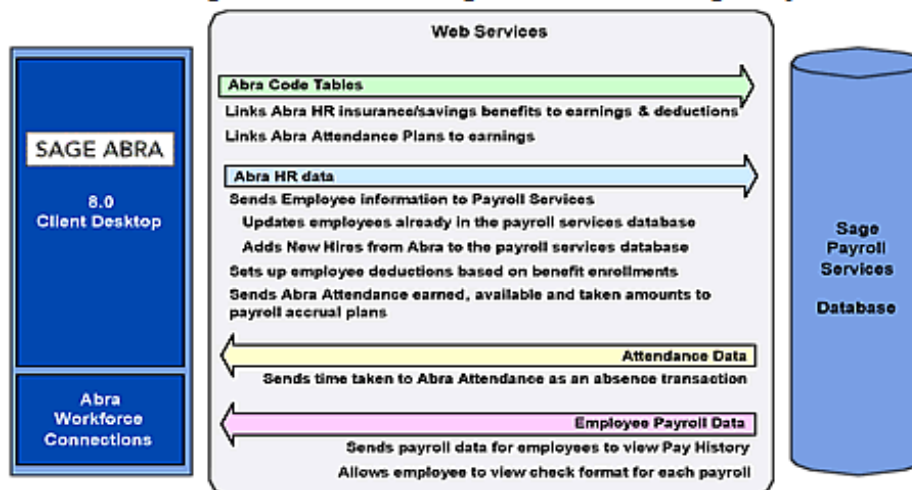 Web Services
Abra Code Tables
Links Abra HR insurance/savings benefits to earnings & deductions
Links Abra Attendance Plans to earnings
SAGE ABRA
8.0
Client Desktop
Abra HR data
Sends Employee information to Payroll Services
Updates employees already in the payroll services database
Adds New Hires from Abra to the payroll services database
Sets up employee deductions based on benefit enrollments
Sends Abra Attendance earned, available and taken amounts to
payroll accrual plans
Sage
Payroll
Services
Database
Attendance Data
Sends time taken to Abra Attendance as an absence transaction
Abra
Workforce
Connections
Employee Payroll Data
Sends payroll data for employees to view Pay History
Allows employee to view check format for each payroll